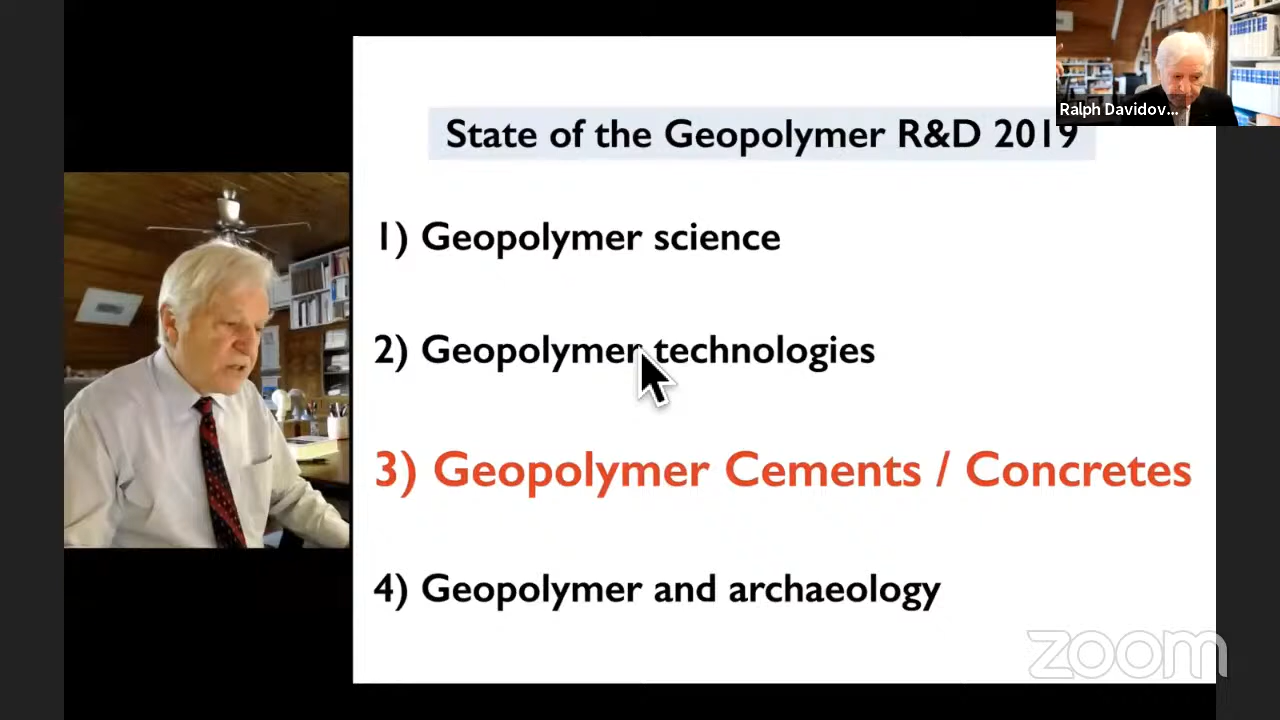 Ralph Davidov...
State of the Geopolymer R&D 2019
1) Geopolymer science
2) Geopolymer technologies
3) Geopolymer Cements / Concretes
4) Geopolymer and archaeology
zoom